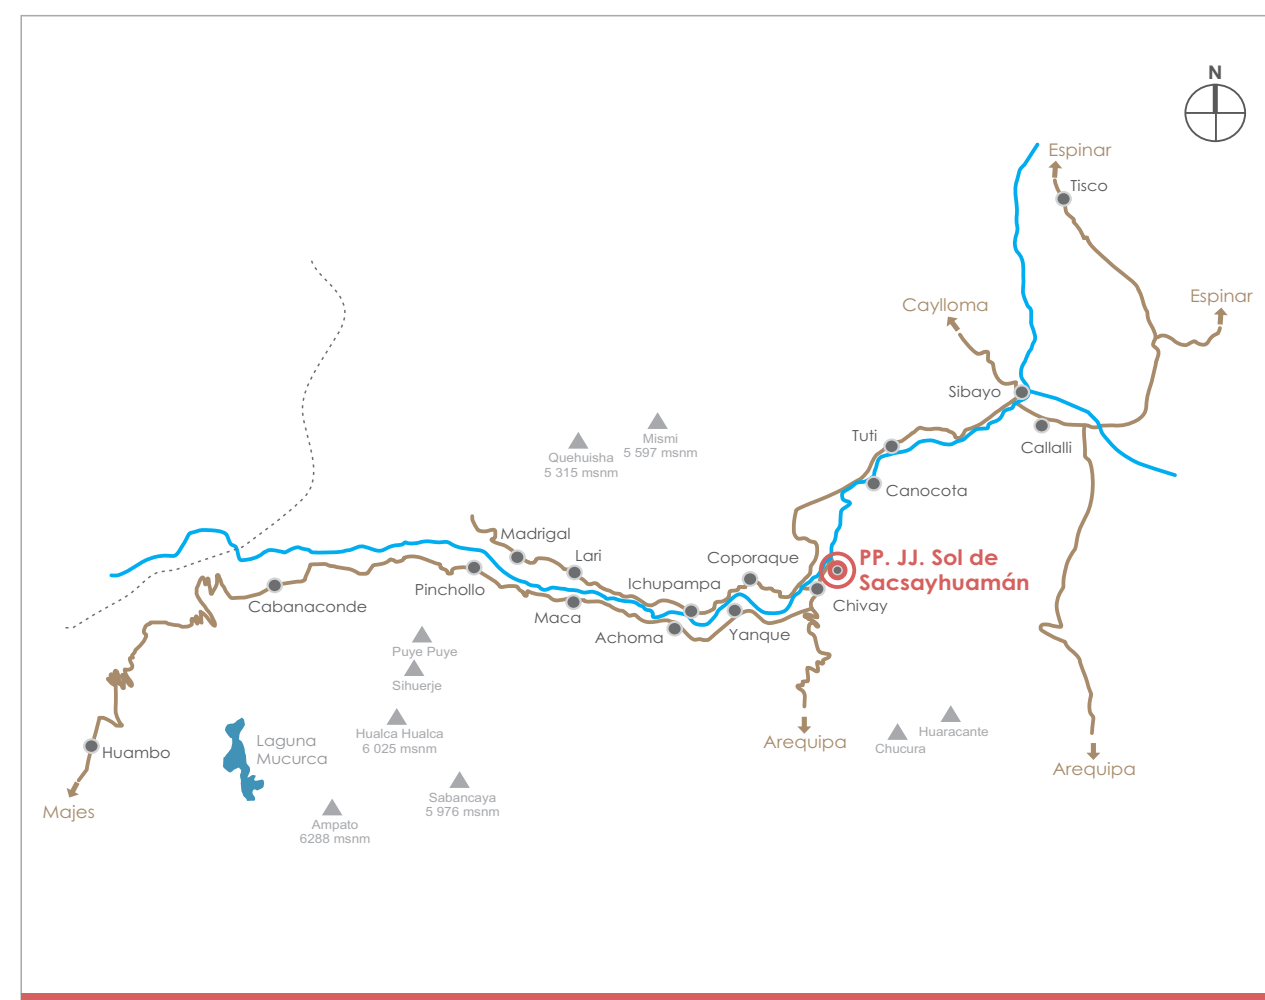 N
Espinar
Tisco
Espinar
Caylloma
Sibayo
Mismi
5 597 msnm
Tuti
Callalli
Quehuisha
5 315 msnm
Canocota
Madrigal
Lari
Coporaque
PP. JJ. Sol de
Sacsayhuamán
Pinchollo
Ichupampa
Cabanaconde
Chivay
Maca
Achoma
Yanque
Puye Puye
Sihuerje
Hualca Hualca
6 025 msnm
Huaracante
Chucura
Arequipa
Laguna
Mucurca
Huambo
Arequipa
Sabancaya
5 976 msnm
Majes
Ampato
6288 msnm